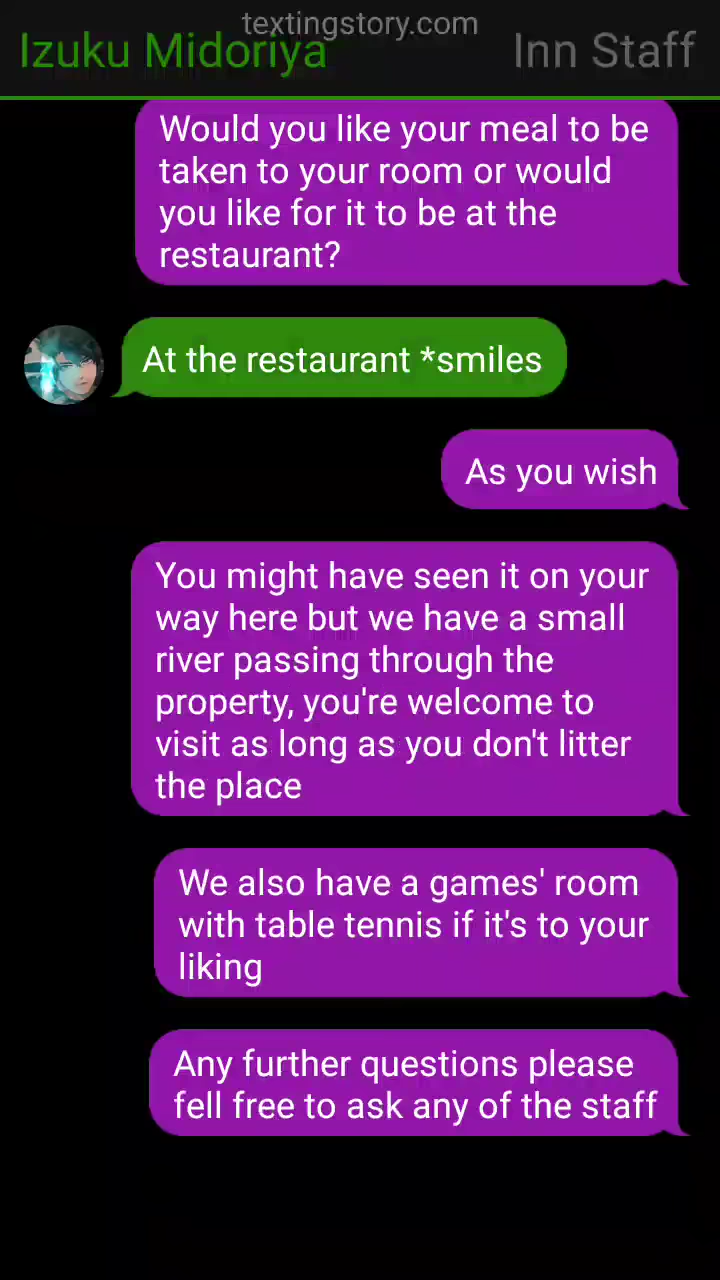 textingstory.com
Izuku Midoriya Inn Staff
Would you like your meal to be
taken to your room or would
you like for it to be at the
restaurant?
At the restaurant *smiles
As you wish
You might have seen it on your
way here but we have a small
river passing through the
property, you're welcome to
visit as long as you don't litter
the place
We also have a games' room
with table tennis if it's to your
liking
Any further questions please
fell free to ask any of the staff